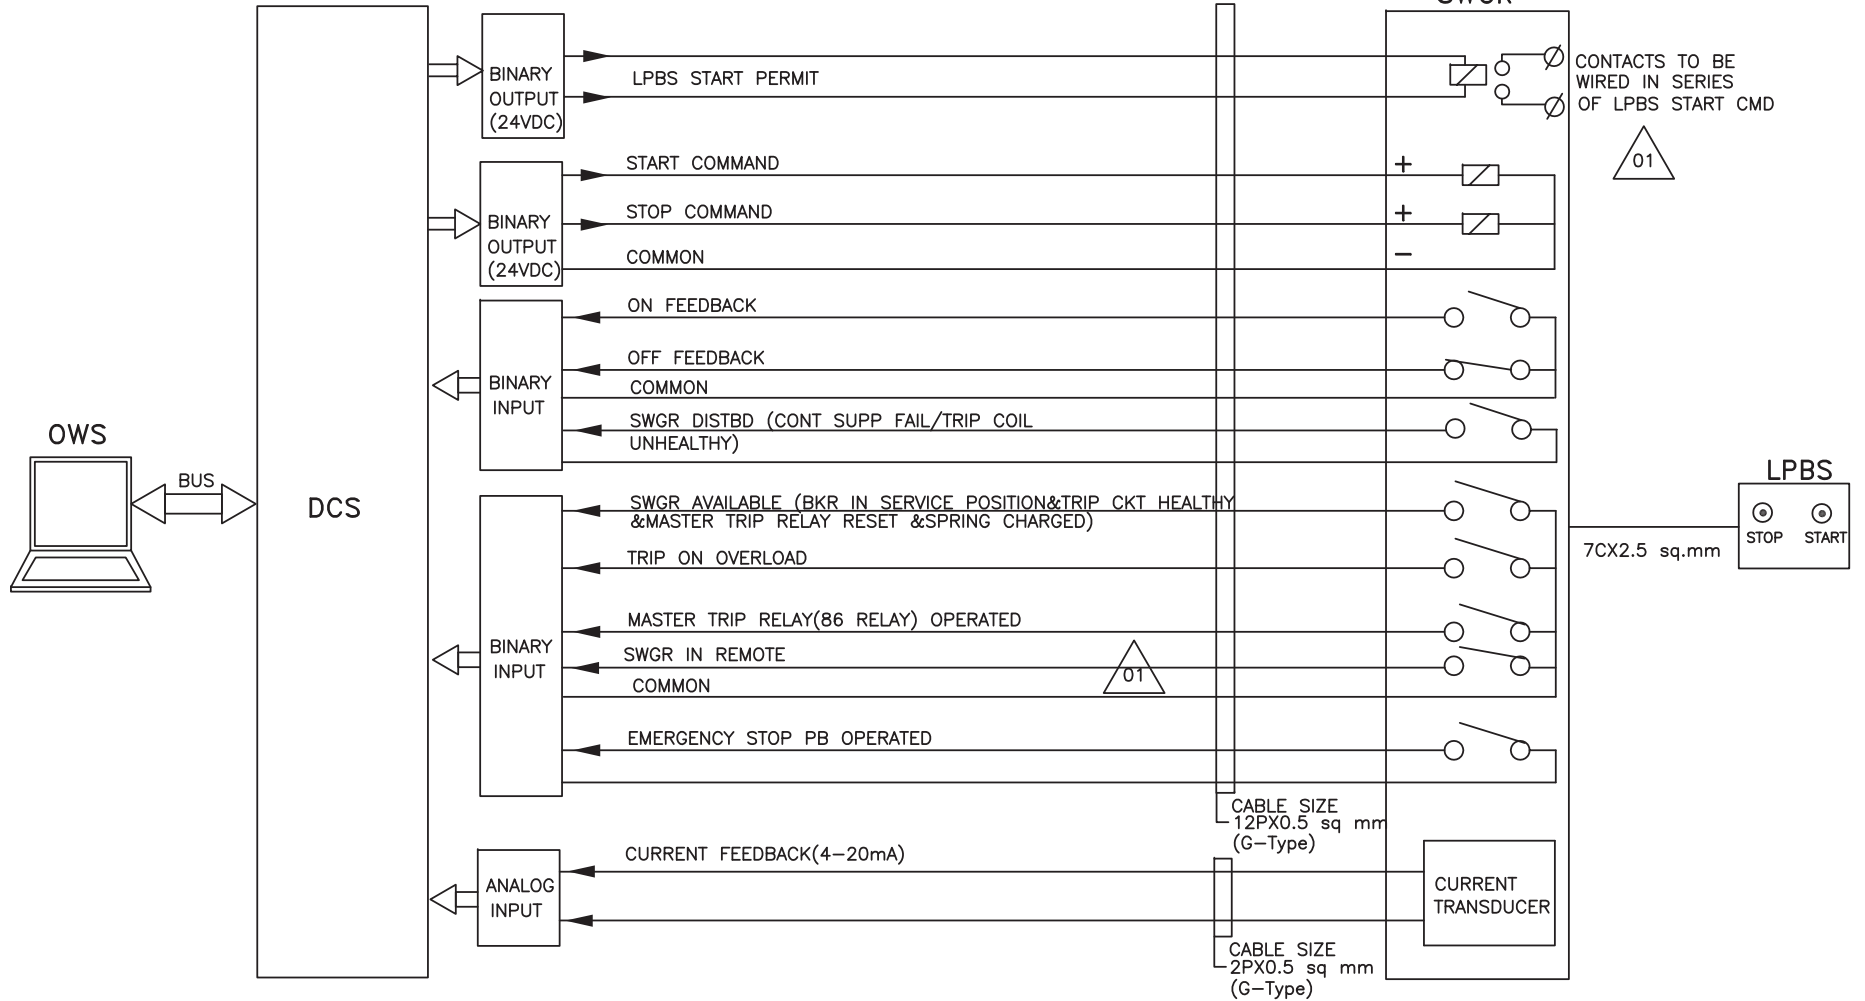 BINARY
OUTPUT
(24VDC)
LPBS START PERMIT
CONTACTS TO BE
WIRED IN SERIES
OF LPBS START CMD
01
BINARY
OUTPUT
(24VDC)
START COMMAND
+
STOP COMMAND
+
COMMON
−
BINARY
INPUT
ON FEEDBACK
OFF FEEDBACK
COMMON
SWGR DISTBD (CONT SUPP FAIL/TRIP COIL
UNHEALTHY)
OWS
BUS
DCS
BINARY
INPUT
SWGR AVAILABLE (BKR IN SERVICE POSITION&TRIP CKT HEALTHY
&MASTER TRIP RELAY RESET &SPRING CHARGED)
TRIP ON OVERLOAD
MASTER TRIP RELAY(86 RELAY) OPERATED
SWGR IN REMOTE
01
COMMON
EMERGENCY STOP PB OPERATED
LPBS
STOP START
7CX2.5 sq.mm
CABLE SIZE
12PX0.5 sq mm
(G-Type)
ANALOG
INPUT
CURRENT FEEDBACK(4-20mA)
CURRENT
TRANSDUCER
CABLE SIZE
2PX0.5 sq mm
(G-Type)